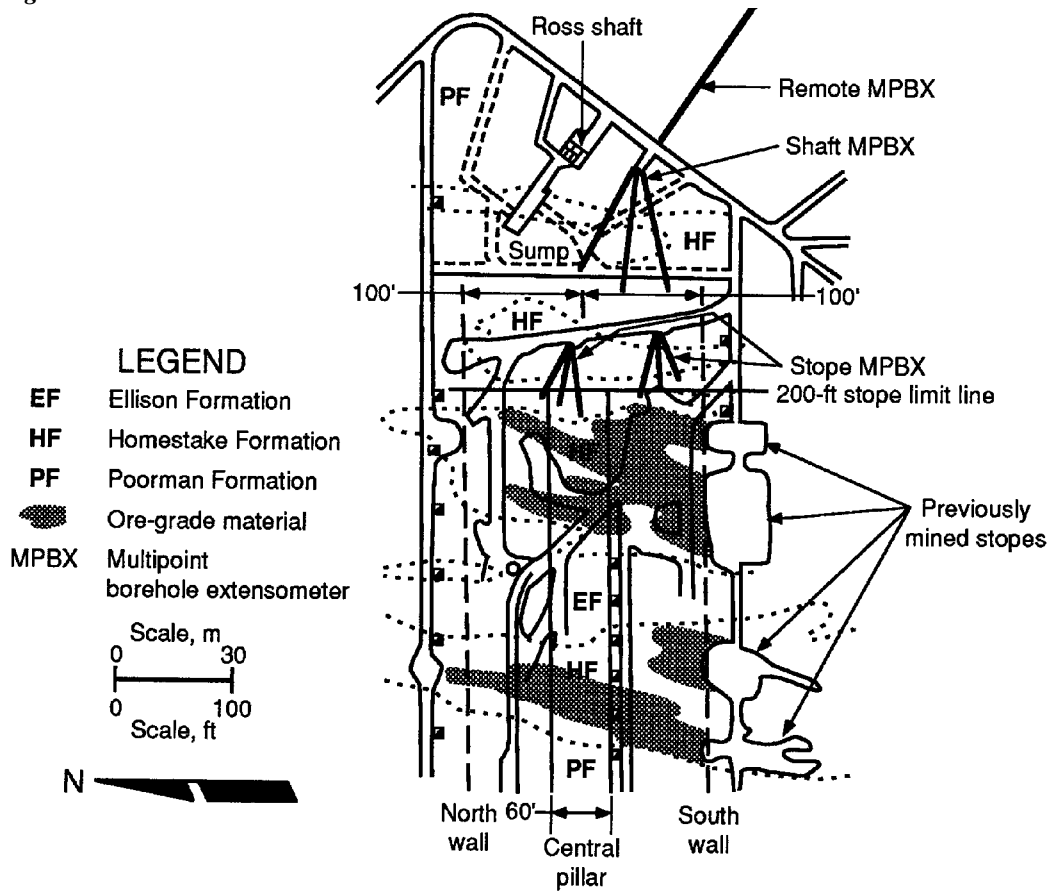 Ross shaft
PF
Remote MPBX
Shaft MPBX
HF
Sump
100'
100'
HF
Stope MPBX
200-ft stope limit line
LEGEND
EF Ellison Formation
HF Homestake Formation
PF Poorman Formation
Ore-grade material
MPBX Multipoint
borehole extensometer
Scale, m
0 30
0 100
Scale, ft
N
Previously
mined stopes
EF
HF
PF
North
wall
60'
Central
pillar
South
wall